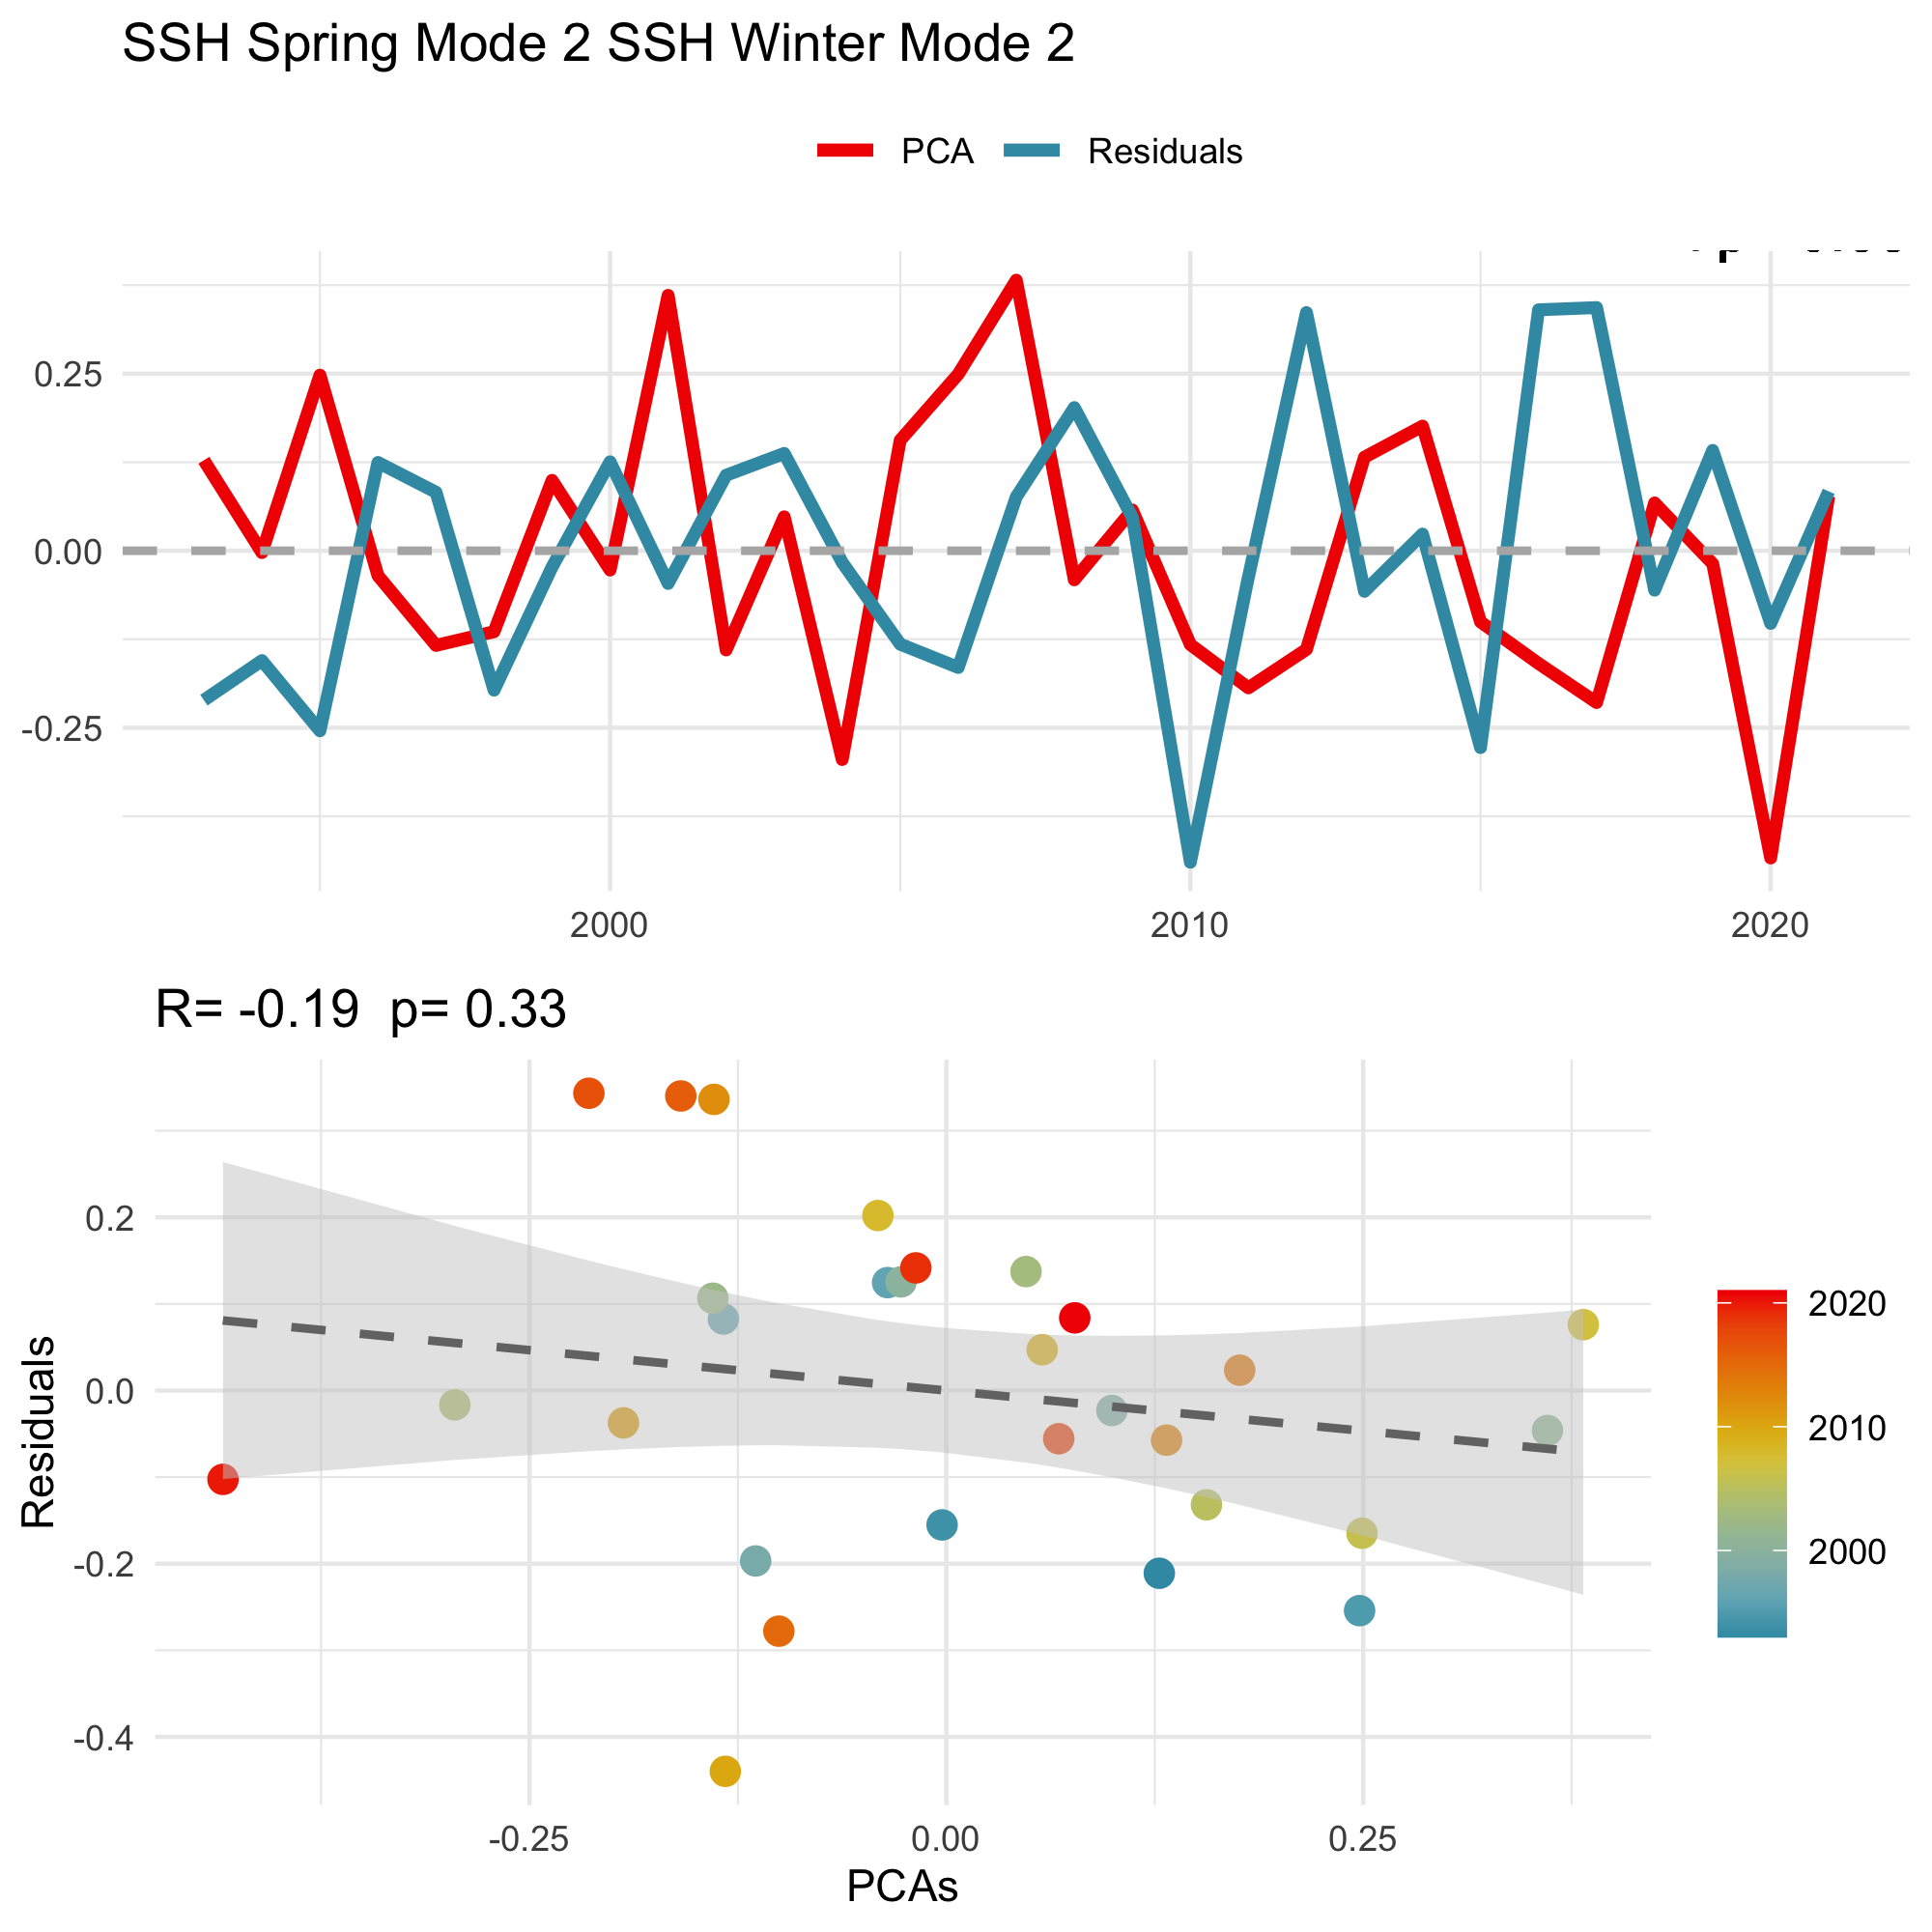 SSH Spring Mode 2 SSH Winter Mode 2
PCA Residuals
0.25
0.00
-0.25
2000 2010 2020
R= -0.19 p= 0.33
Residuals
0.2
0.0
-0.2
-0.4
-0.25 0.00 0.25
PCAs
2020
2010
2000